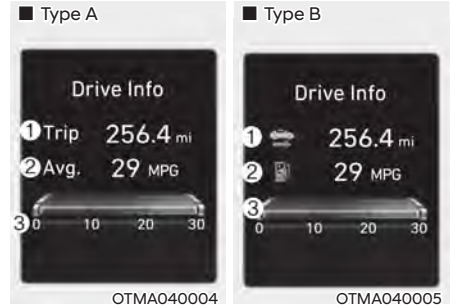 ■ Type A
Drive Info
① Trip 256.4 mi
② Avg. 29 MPG
③
0 10 20 30
OTMA040004
■ Type B
Drive Info
① 256.4 mi
② 29 MPG
③
0 10 20 30
OTMA040005